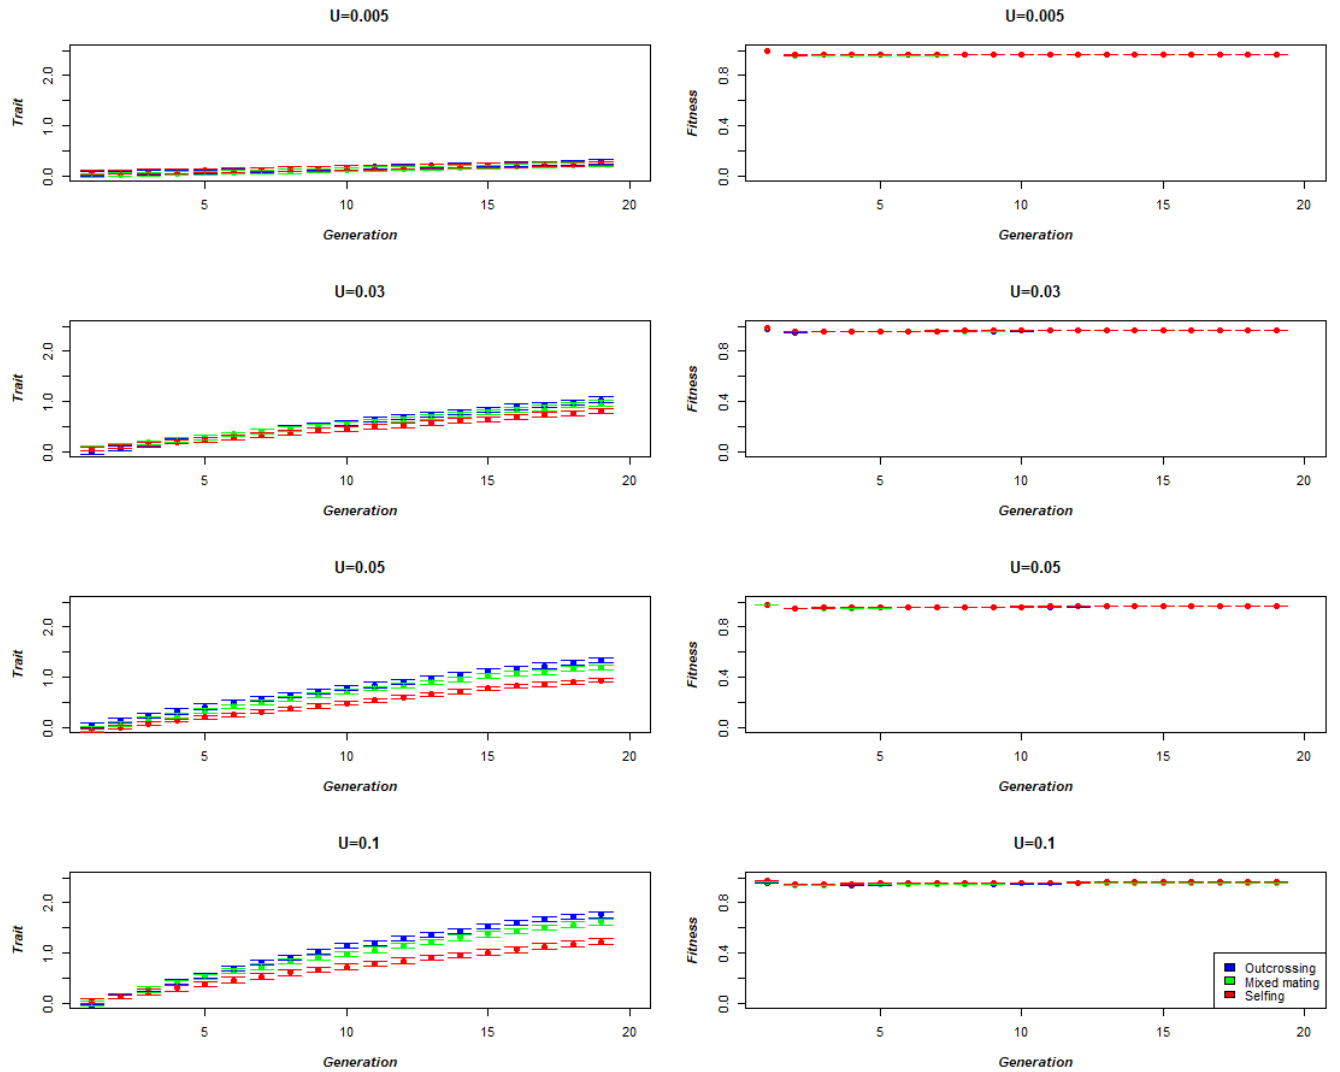 U=0.005
U=0.005
Trait
0.0 1.0 2.0
5 10 15 20
Generation
Fitness
0.0 0.4 0.8
5 10 15 20
Generation
U=0.03
U=0.03
Trait
0.0 1.0 2.0
5 10 15 20
Generation
Fitness
0.0 0.4 0.8
5 10 15 20
Generation
U=0.05
U=0.05
Trait
0.0 1.0 2.0
5 10 15 20
Generation
Fitness
0.0 0.4 0.8
5 10 15 20
Generation
U=0.1
U=0.1
Trait
0.0 1.0 2.0
5 10 15 20
Generation
Fitness
0.0 0.4 0.8
Outcrossing
Mixed mating
Selfing
5 10 15 20
Generation